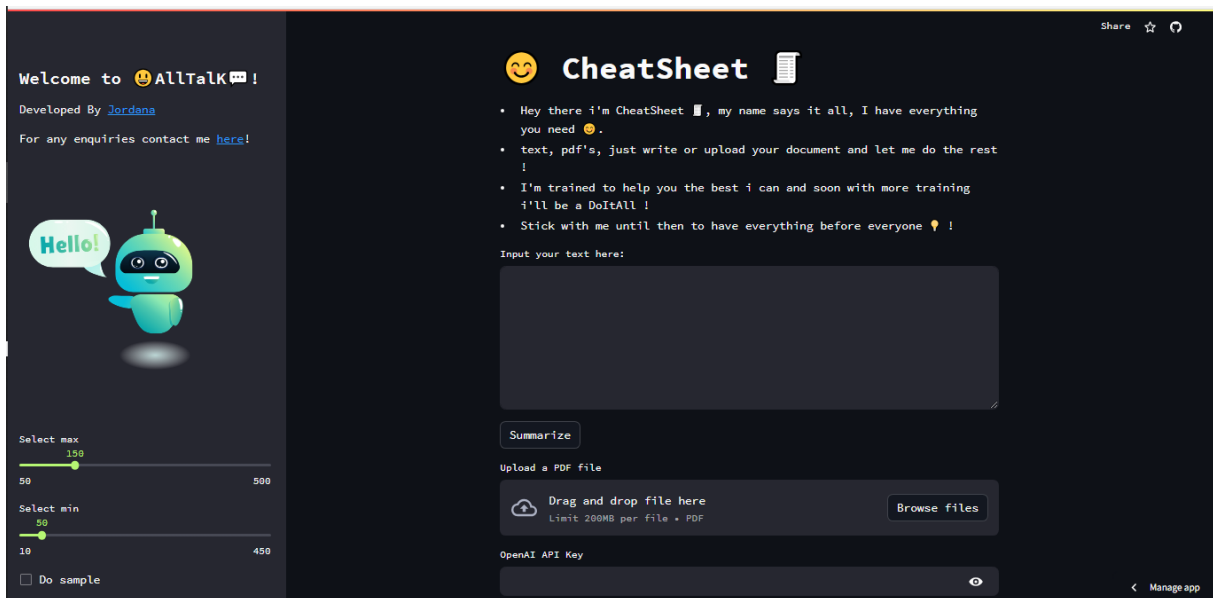 Share
Welcome to 😃AllTalK💬!
Developed By Jordana
For any enquiries contact me here!
Hello!
Select max
150
50 500
Select min
50
10 450
Do sample
😊 CheatSheet 📜
• Hey there i'm CheatSheet 📜, my name says it all, I have everything
you need 😊.
• text, pdf's, just write or upload your document and let me do the rest
!
• I'm trained to help you the best i can and soon with more training
i'll be a DoItAll !
• Stick with me until then to have everything before everyone 💡 !
Input your text here:
Summarize
Upload a PDF file
Drag and drop file here
Limit 200MB per file • PDF
Browse files
OpenAI API Key
Manage app